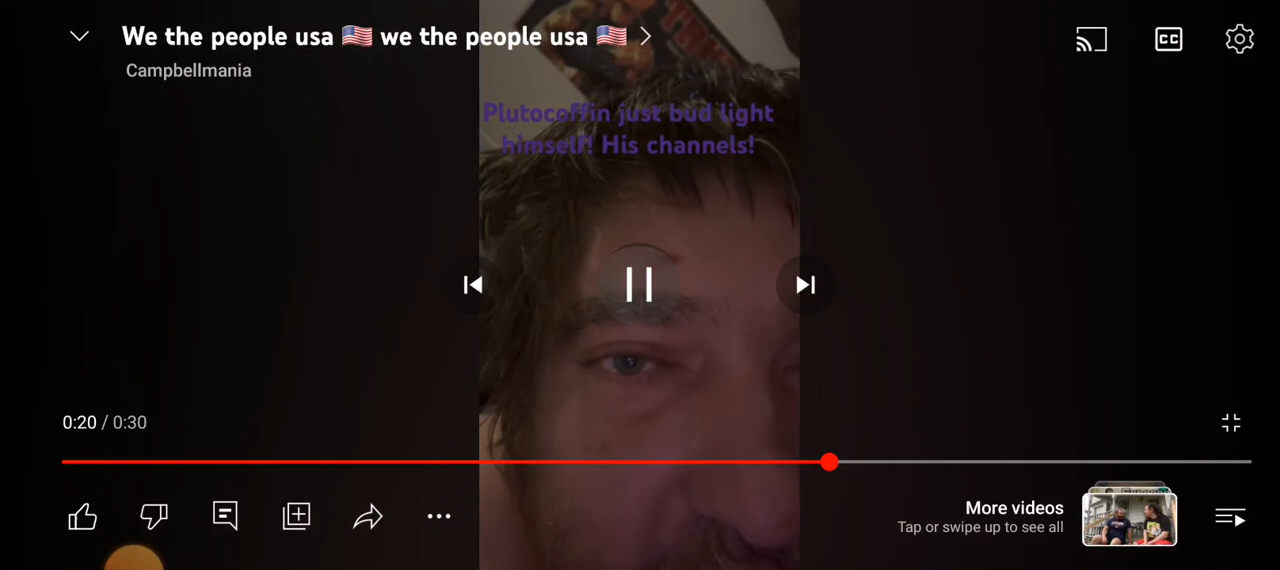 We the people usa 🇺🇸 we the people usa 🇺🇸
Campbellmania
CC
Plutocoffin just bud light
himself! His channels!
0:20 / 0:30
More videos
Tap or swipe up to see all